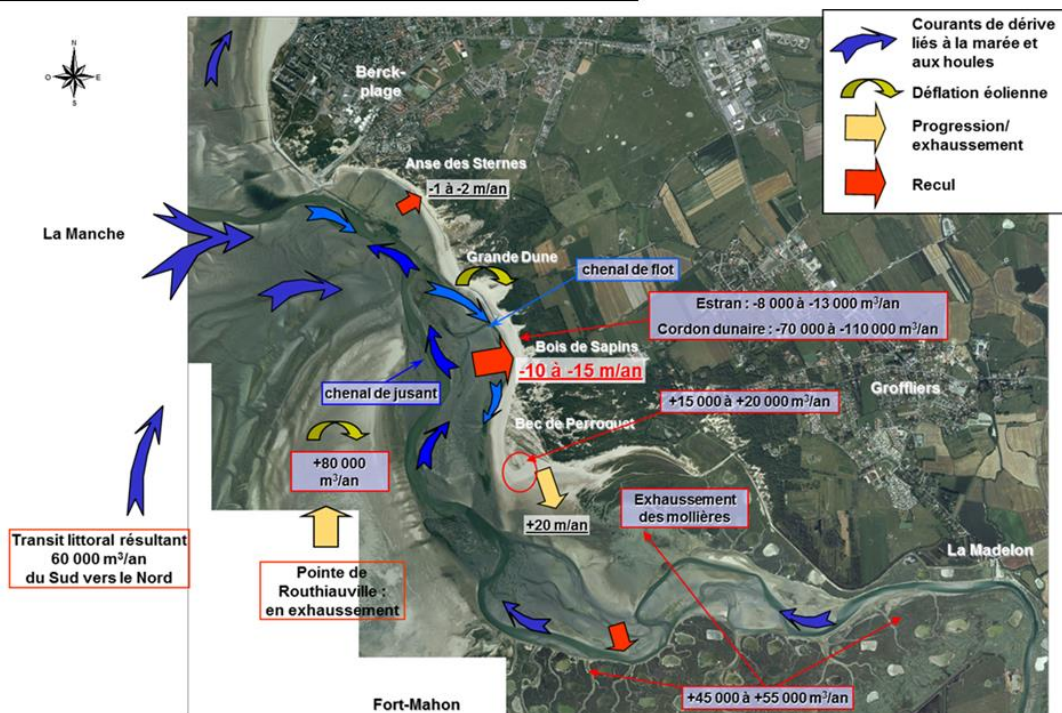 N
O
E
S
Courants de dérive
liés à la marée et
aux houles
Déflation éolienne
Progression/
exhaussement
Recul
Berck-
plage
Anse des Sternes
-1 à -2 m/an
La Manche
Grande Dune
chenal de flot
Estran : -8 000 à -13 000 m³/an
Cordon dunaire : -70 000 à -110 000 m³/an
Bois de Sapins
-10 à -15 m/an
chenal de jusant
Groffliers
+15 000 à +20 000 m³/an
Bec de Perroquet
+80 000
m³/an
Exhaussement
des mollières
+20 m/an
Transit littoral résultant
60 000 m³/an
du Sud vers le Nord
La Madelon
Pointe de
Routhiauville :
en exhaussement
+45 000 à +55 000 m³/an
Fort-Mahon